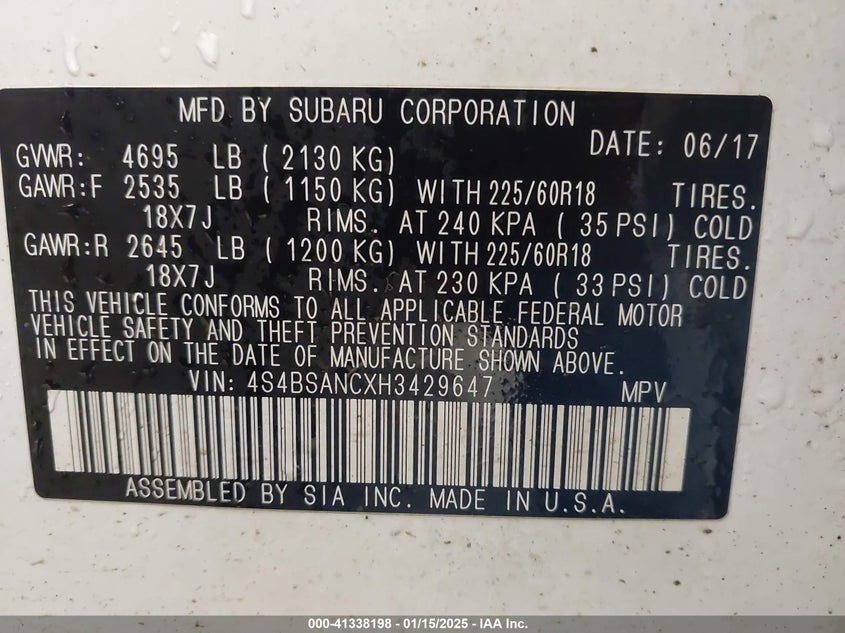 MFD BY SUBARU CORPORATION
DATE: 06/17
GVWR: 4695 LB ( 2130 KG)
GAWR:F 2535 LB ( 1150 KG) WITH 225/60R18 TIRES.
18X7J RIMS. AT 240 KPA ( 35 PSI) COLD
GAWR:R 2645 LB ( 1200 KG) WITH 225/60R18 TIRES.
18X7J RIMS. AT 230 KPA ( 33 PSI) COLD
THIS VEHICLE CONFORMS TO ALL APPLICABLE FEDERAL MOTOR
VEHICLE SAFETY AND THEFT PREVENTION STANDARDS
IN EFFECT ON THE DATE OF MANUFACTURE SHOWN ABOVE.
VIN: 4S4BSANCXH3429647 MPV
ASSEMBLED BY SIA INC. MADE IN U.S.A.
000-41338198 - 01/15/2025 - IAA Inc.